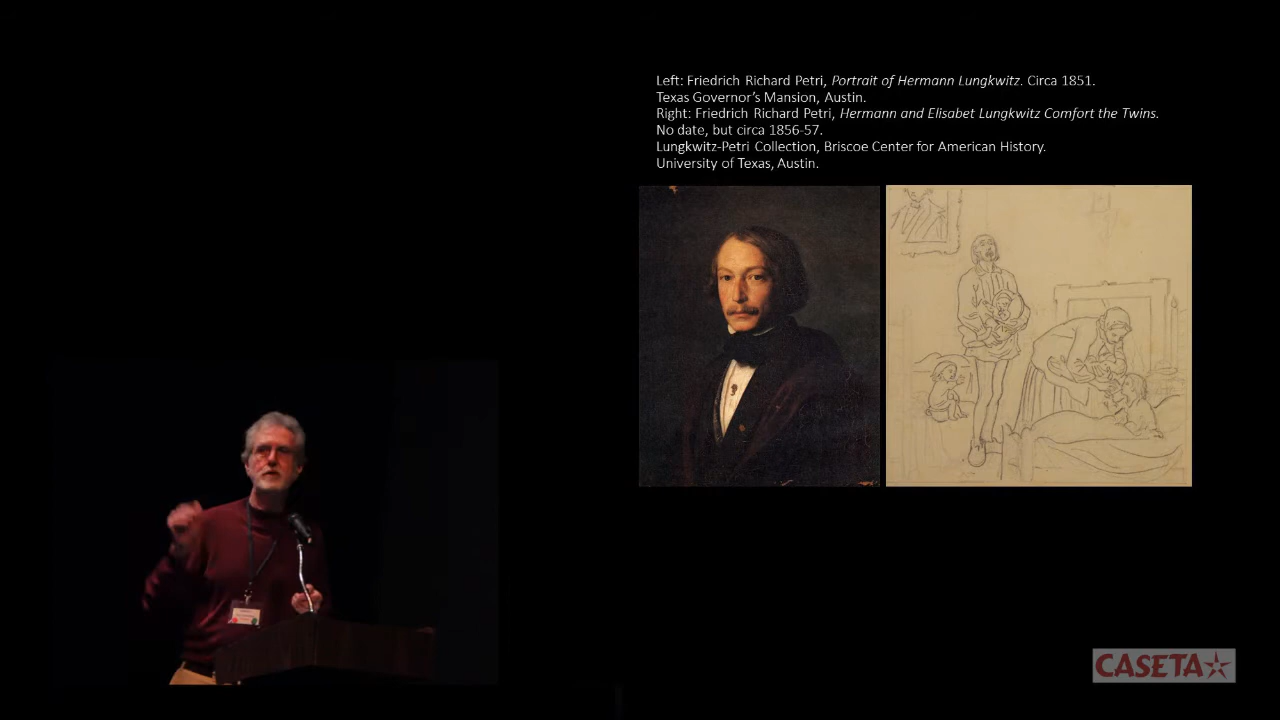 Left: Friedrich Richard Petri, Portrait of Hermann Lungkwitz. Circa 1851.
Texas Governor's Mansion, Austin.
Right: Friedrich Richard Petri, Hermann and Elisabet Lungkwitz Comfort the Twins.
No date, but circa 1856-57.
Lungkwitz-Petri Collection, Briscoe Center for American History.
University of Texas, Austin.
CASETA